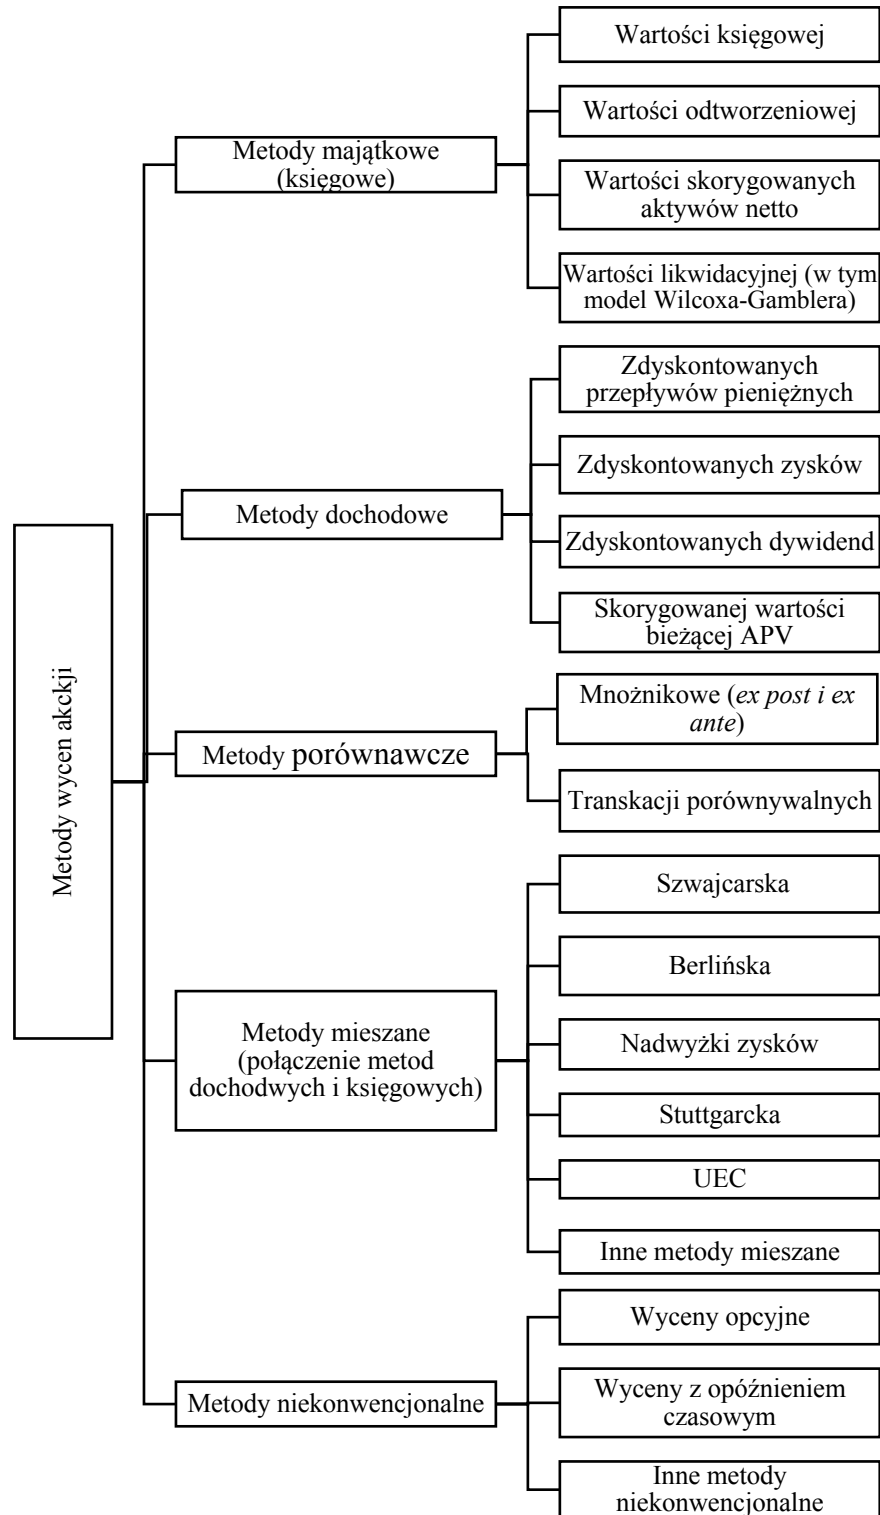 Metody wycen akckji
Metody majątkowe
(księgowe)
Wartości księgowej
Wartości odtworzeniowej
Wartości skorygowanych
aktywów netto
Wartości likwidacyjnej (w tym
model Wilcoxa-Gamblera)
Metody dochodowe
Zdyskontowanych
przepływów pieniężnych
Zdyskontowanych zysków
Zdyskontowanych dywidend
Skorygowanej wartości
bieżącej APV
Metody porównawcze
Mnożnikowe (ex post i ex
ante)
Transkacji porównywalnych
Metody mieszane
(połączenie metod
dochodwych i księgowych)
Szwajcarska
Berlińska
Nadwyżki zysków
Stuttgarcka
UEC
Inne metody mieszane
Metody niekonwencjonalne
Wyceny opcyjne
Wyceny z opóźnieniem
czasowym
Inne metody
niekonwencjonalne